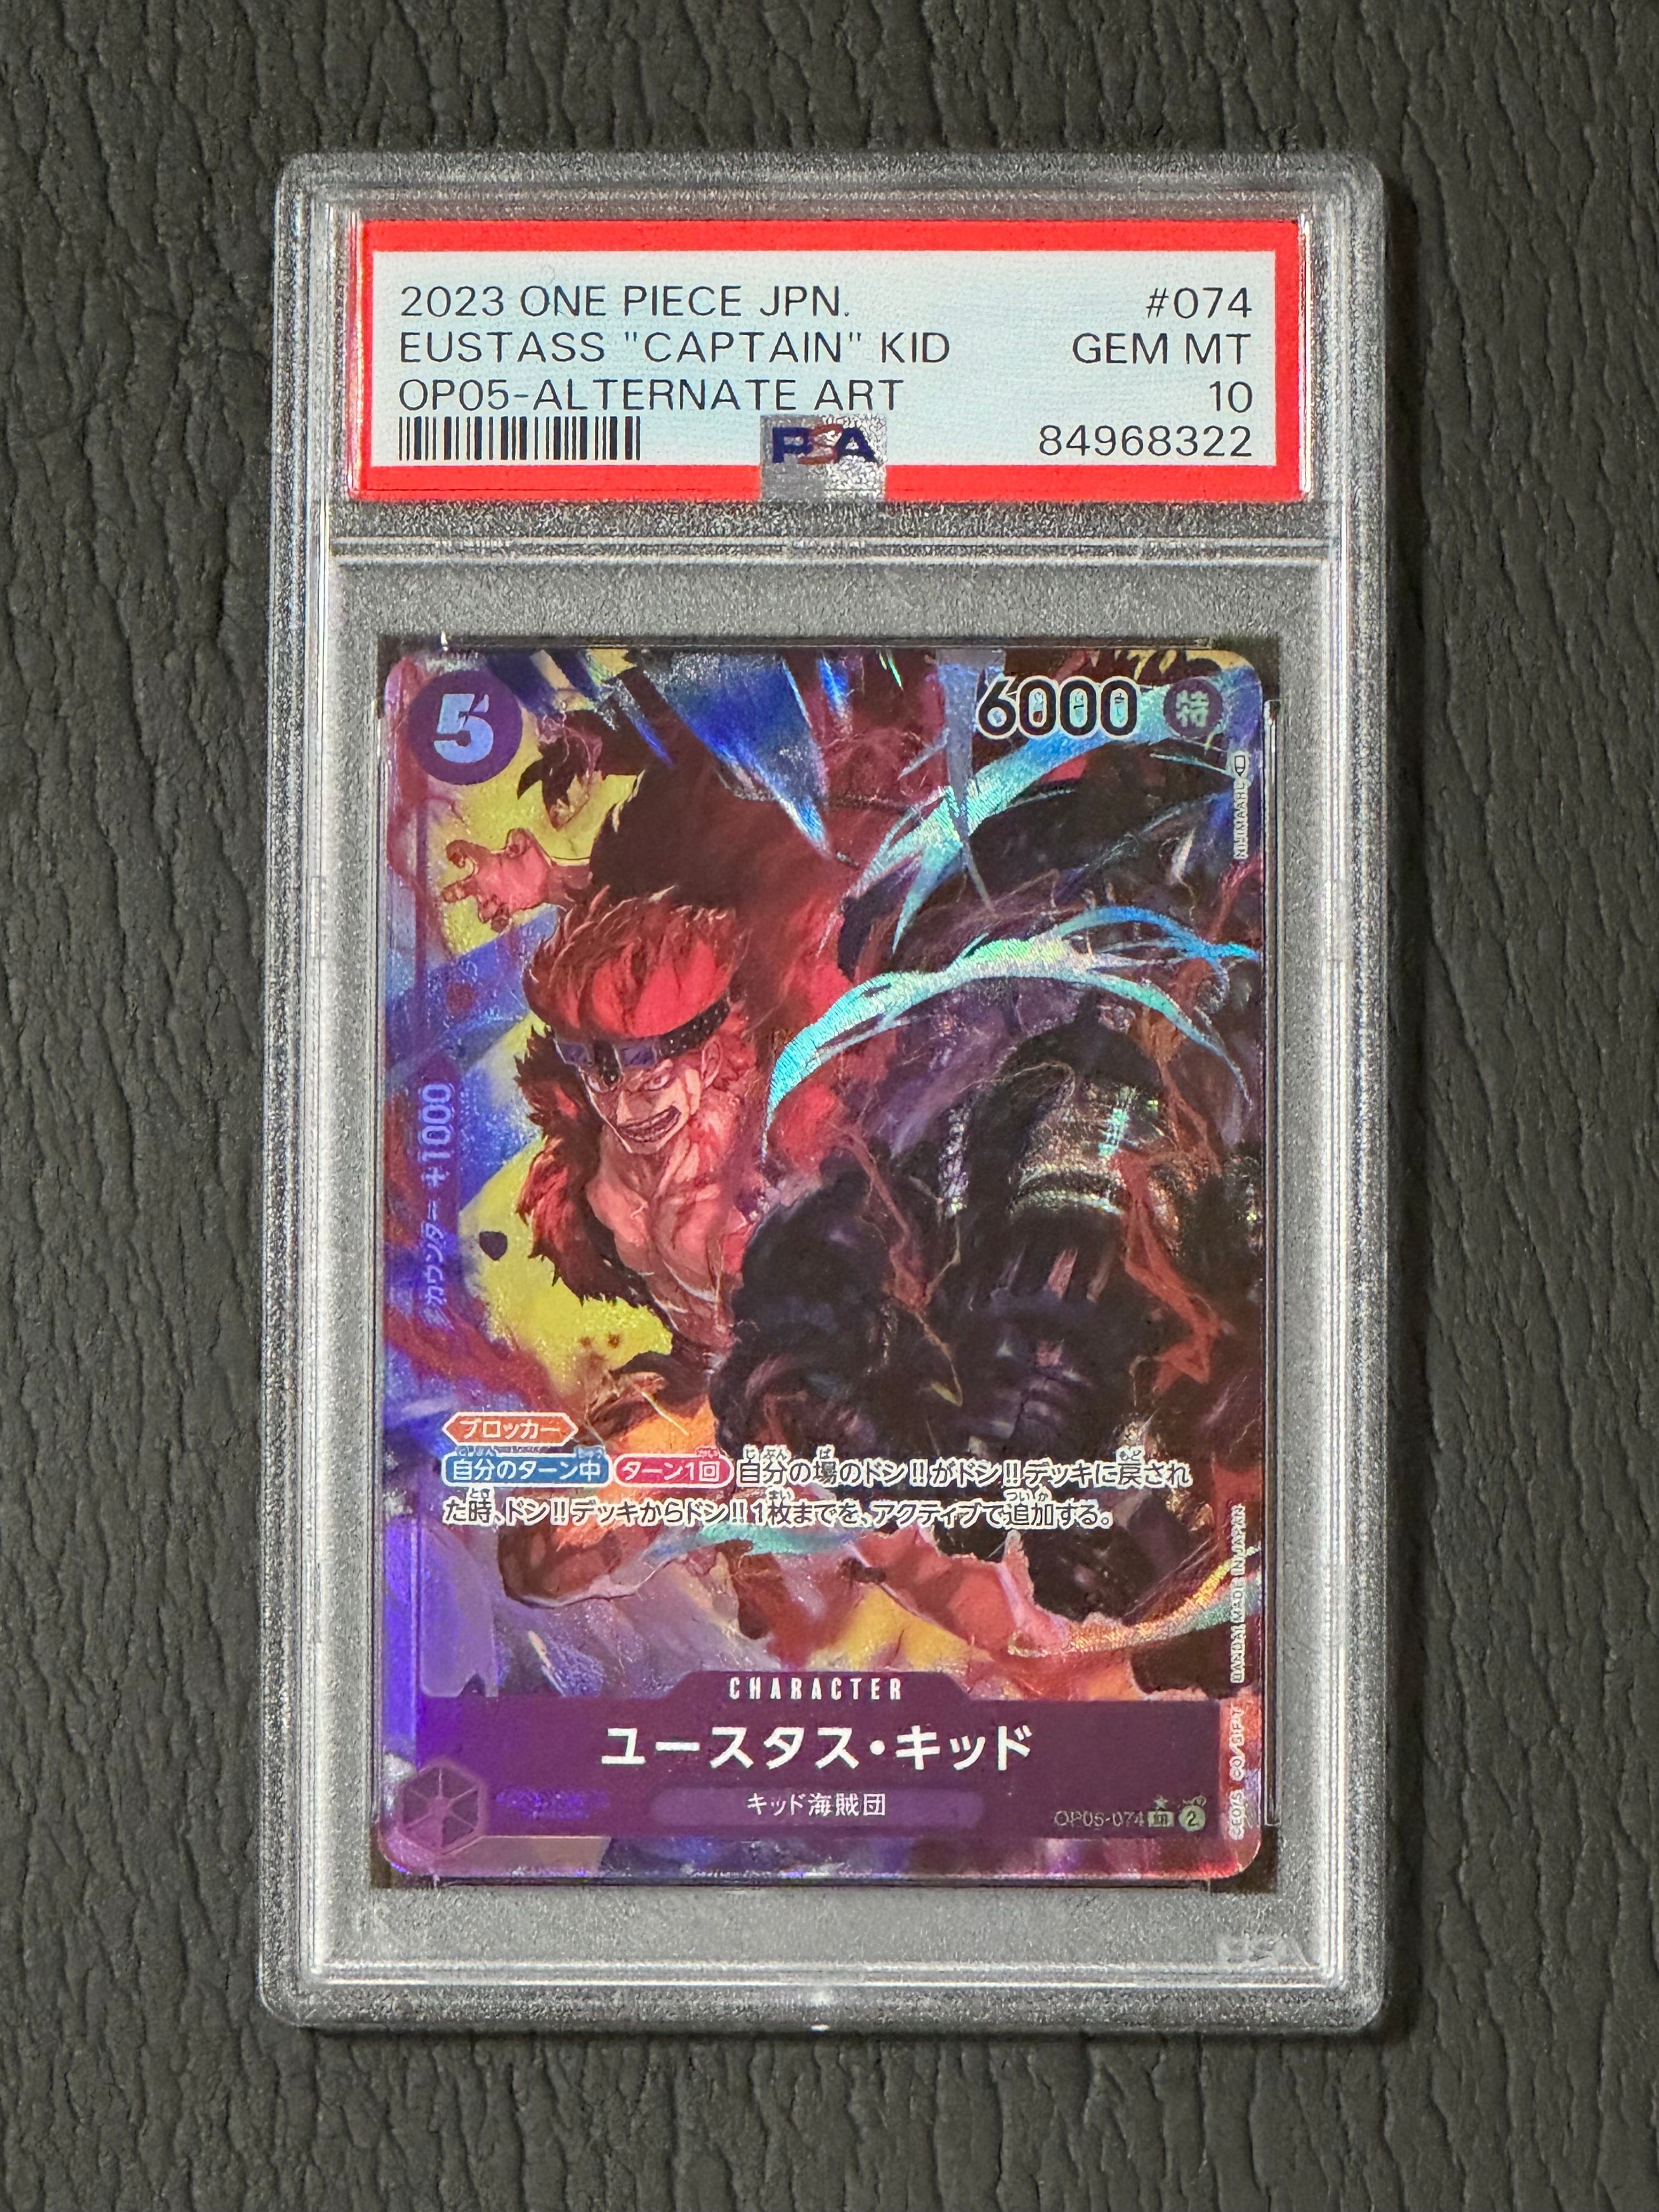 2023 ONE PIECE JPN. #074
EUSTASS "CAPTAIN" KID GEM MT
OP05-ALTERNATE ART 10
PSA 84968322
5
6000 特
カウンター +1000
ブロッカー
自分のターン中 ターン1回 自分の場のドン!!がドン!!デッキに戻され
た時、ドン!!デッキからドン!!1枚までを、アクティブで追加する。
BANDAI MADE IN JAPAN
CHARACTER
ユースタス・キッド
キッド海賊団
OP05-074 2